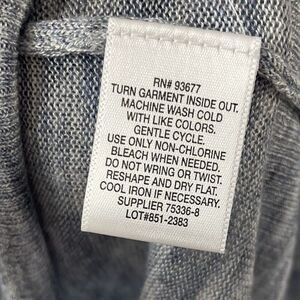 RN# 93677
TURN GARMENT INSIDE OUT.
MACHINE WASH COLD
WITH LIKE COLORS.
GENTLE CYCLE.
USE ONLY NON-CHLORINE
BLEACH WHEN NEEDED.
DO NOT WRING OR TWIST.
RESHAPE AND DRY FLAT.
COOL IRON IF NECESSARY.
SUPPLIER 75336-8
LOT#851-2383